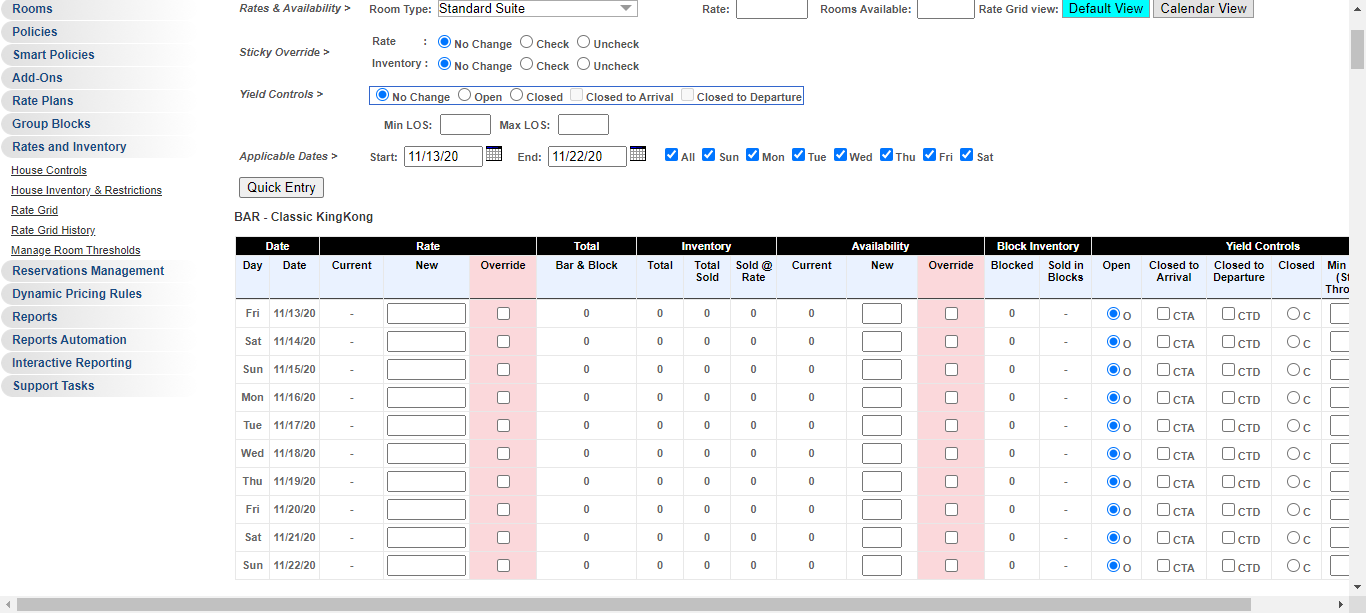 Rooms
Policies
Smart Policies
Add-Ons
Rate Plans
Group Blocks
Rates and Inventory
House Controls
House Inventory & Restrictions
Rate Grid
Rate Grid History
Manage Room Thresholds
Reservations Management
Dynamic Pricing Rules
Reports
Reports Automation
Interactive Reporting
Support Tasks
Rates & Availability > Room Type: Standard Suite Rate: Rooms Available: Rate Grid view: Default View Calendar View
Sticky Override > Rate : No Change Check Uncheck
Inventory : No Change Check Uncheck
Yield Controls > No Change Open Closed Closed to Arrival Closed to Departure
Min LOS: Max LOS:
Applicable Dates > Start: 11/13/20 End: 11/22/20 All Sun Mon Tue Wed Thu Fri Sat
Quick Entry
BAR - Classic KingKong
Date Rate Total Inventory Availability Block Inventory Yield Controls
Day Date Current New Override Bar & Block Total Total Sold @ Current New Override Blocked Sold in Open Closed to Closed to Closed Min
Sold Rate Blocks Arrival Departure (St
Thro
Fri 11/13/20 - 0 0 0 0 0 0 - O CTA CTD C
Sat 11/14/20 - 0 0 0 0 0 0 - O CTA CTD C
Sun 11/15/20 - 0 0 0 0 0 0 - O CTA CTD C
Mon 11/16/20 - 0 0 0 0 0 0 - O CTA CTD C
Tue 11/17/20 - 0 0 0 0 0 0 - O CTA CTD C
Wed 11/18/20 - 0 0 0 0 0 0 - O CTA CTD C
Thu 11/19/20 - 0 0 0 0 0 0 - O CTA CTD C
Fri 11/20/20 - 0 0 0 0 0 0 - O CTA CTD C
Sat 11/21/20 - 0 0 0 0 0 0 - O CTA CTD C
Sun 11/22/20 - 0 0 0 0 0 0 - O CTA CTD C